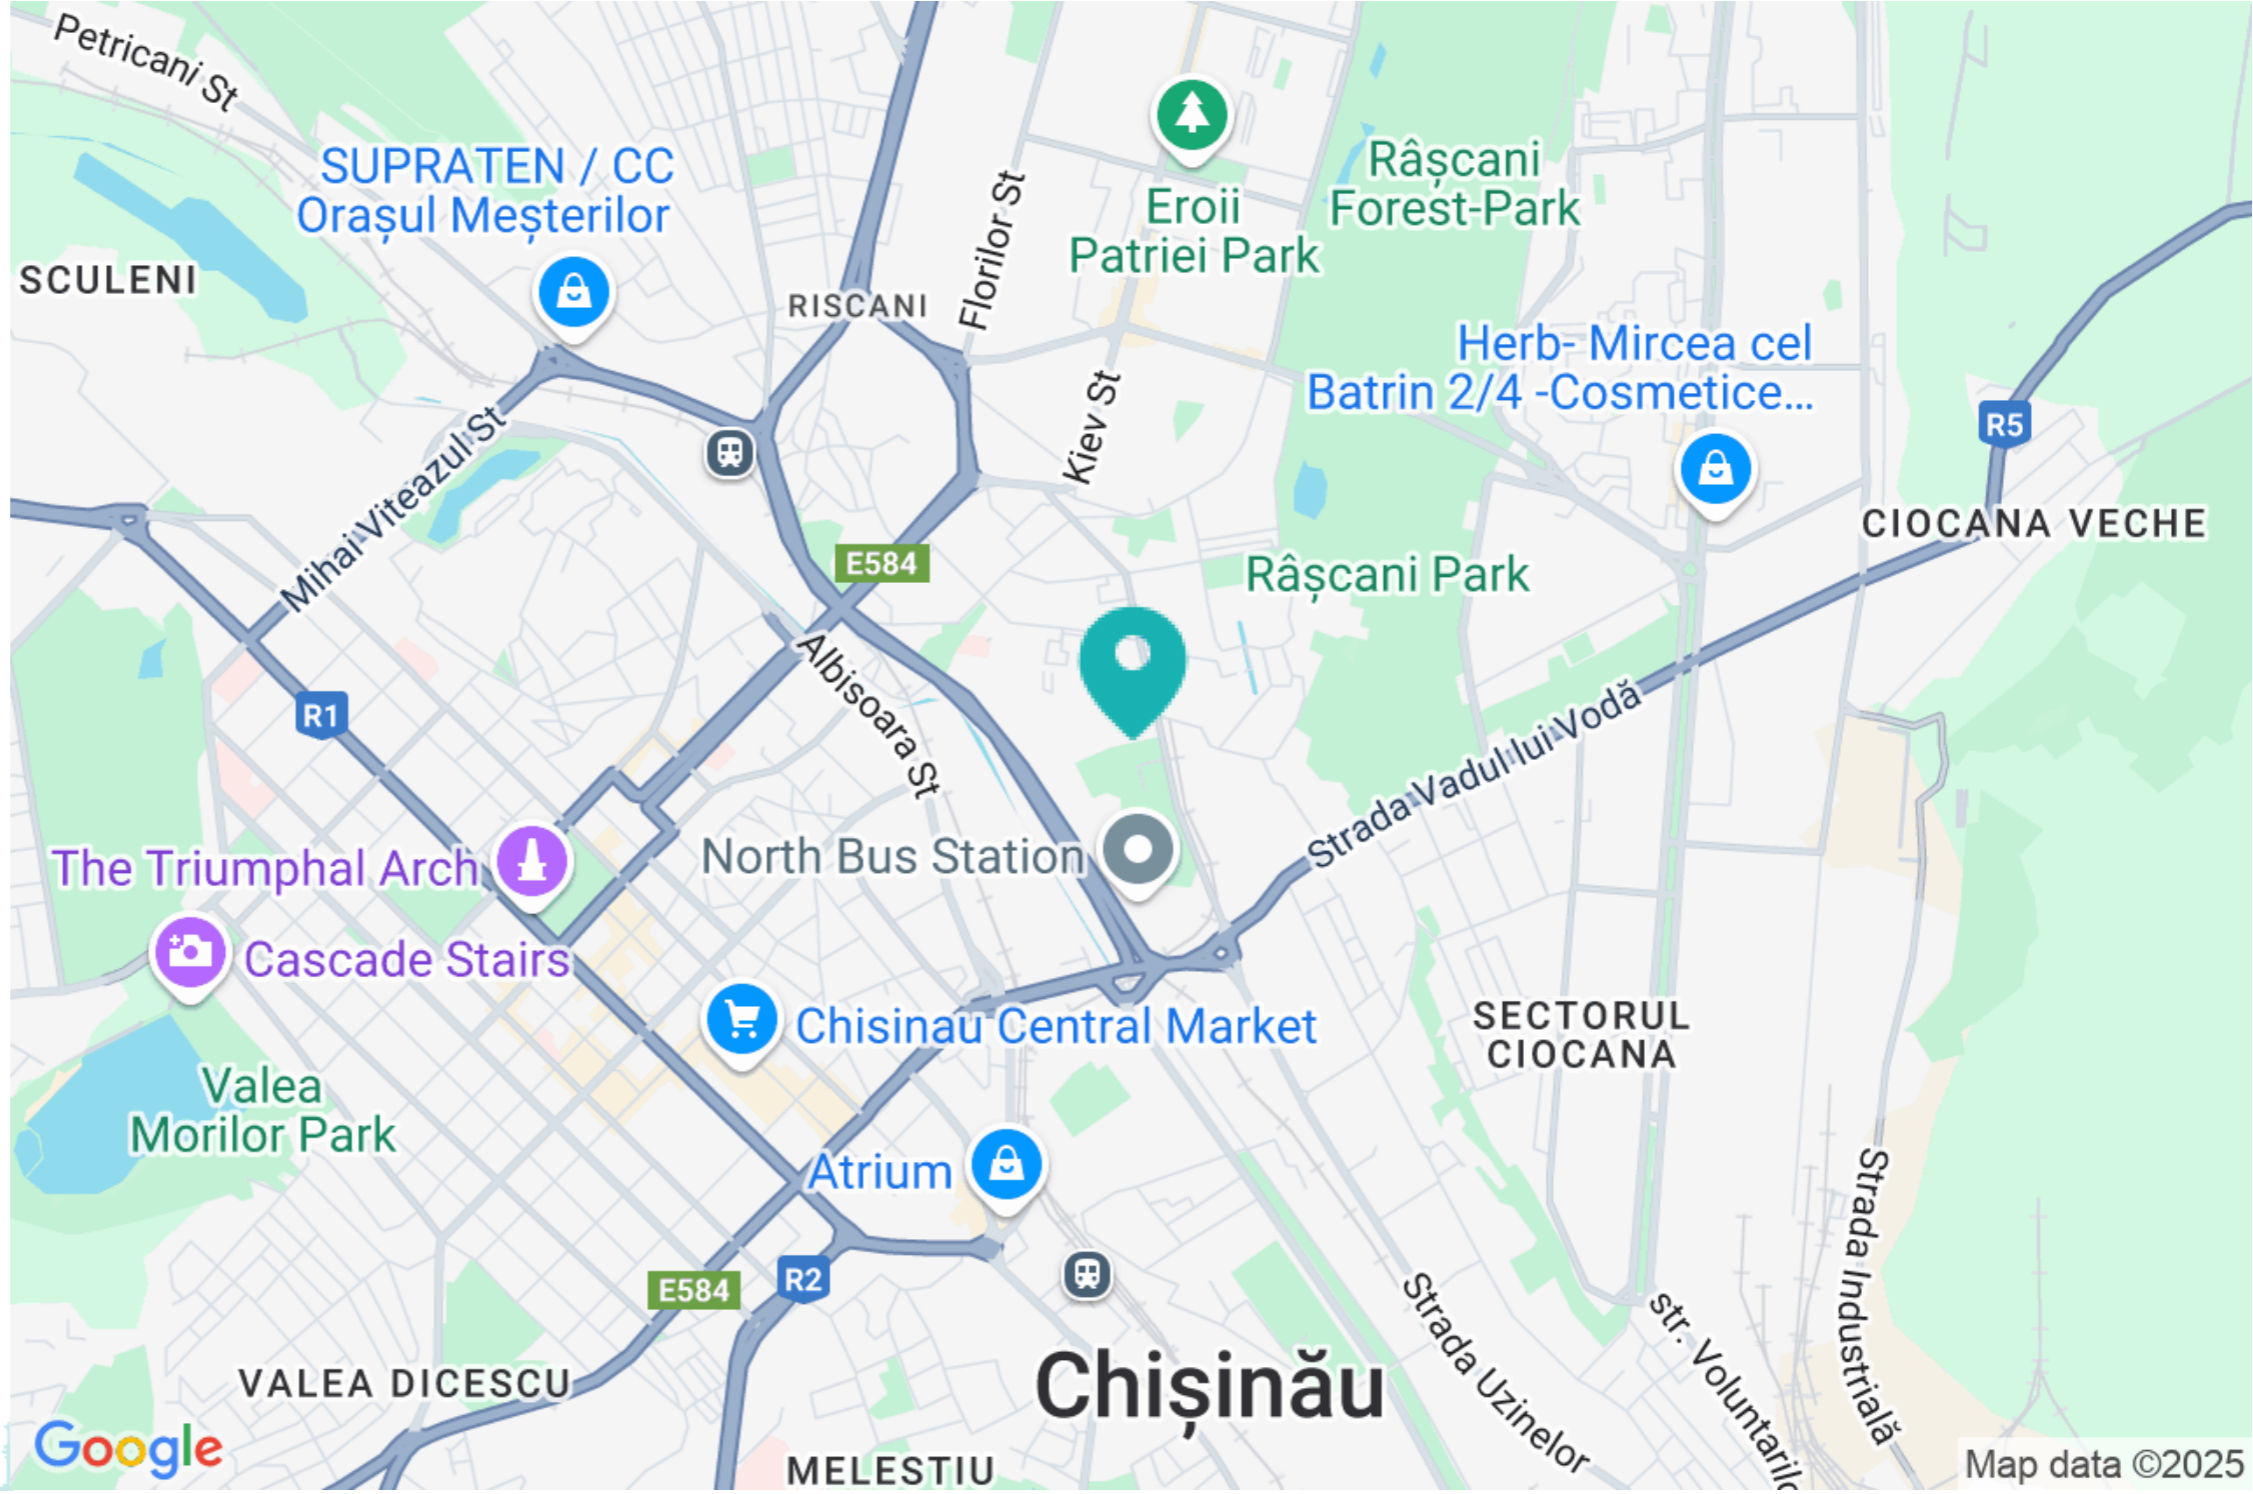 Petricani St
SUPRATEN / CC
Orașul Meșterilor
SCULENI
RISCANI
Florilor St
Eroii
Patriei Park
Râșcani
Forest-Park
Herb- Mircea cel
Batrin 2/4 -Cosmetice...
Kiev St
R5
Mihai Viteazul St
CIOCANA VECHE
E584
Râșcani Park
R1
Albisoara St
Strada Vadul lui Vodă
The Triumphal Arch
North Bus Station
Cascade Stairs
Chisinau Central Market
SECTORUL
CIOCANA
Valea
Morilor Park
Atrium
Strada Industrială
E584
R2
Strada Uzinelor
str. Voluntarilo
VALEA DICESCU
Chișinău
Google
MELESTIU
Map data ©2025